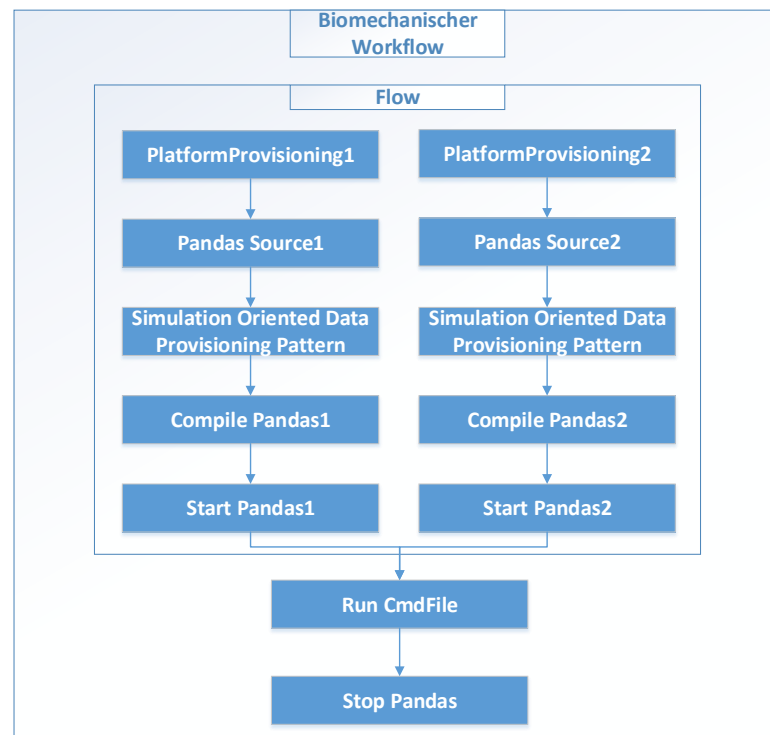 Biomechanischer
Workflow
Flow
PlatformProvisioning1
PlatformProvisioning2
Pandas Source1
Pandas Source2
Simulation Oriented Data
Provisioning Pattern
Simulation Oriented Data
Provisioning Pattern
Compile Pandas1
Compile Pandas2
Start Pandas1
Start Pandas2
Run CmdFile
Stop Pandas